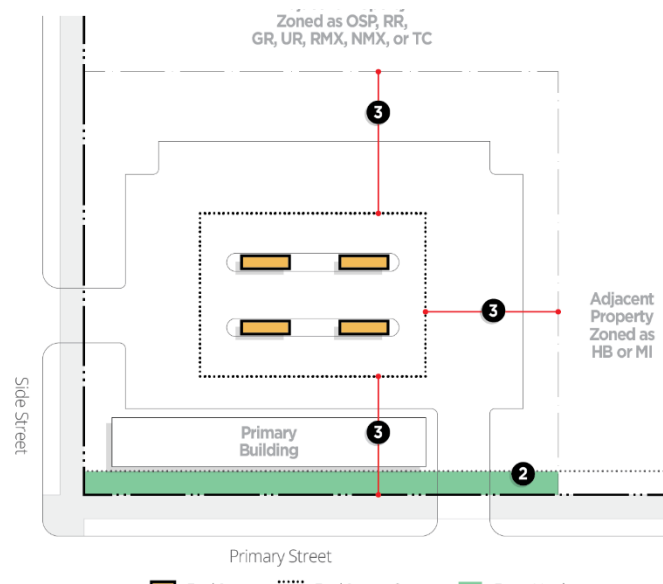 Zoned as OSP, RR,
GR, UR, RMX, NMX, or TC
3
3
Adjacent
Property
Zoned as
HB or MI
Side Street
3
Primary
Building
2
Primary Street